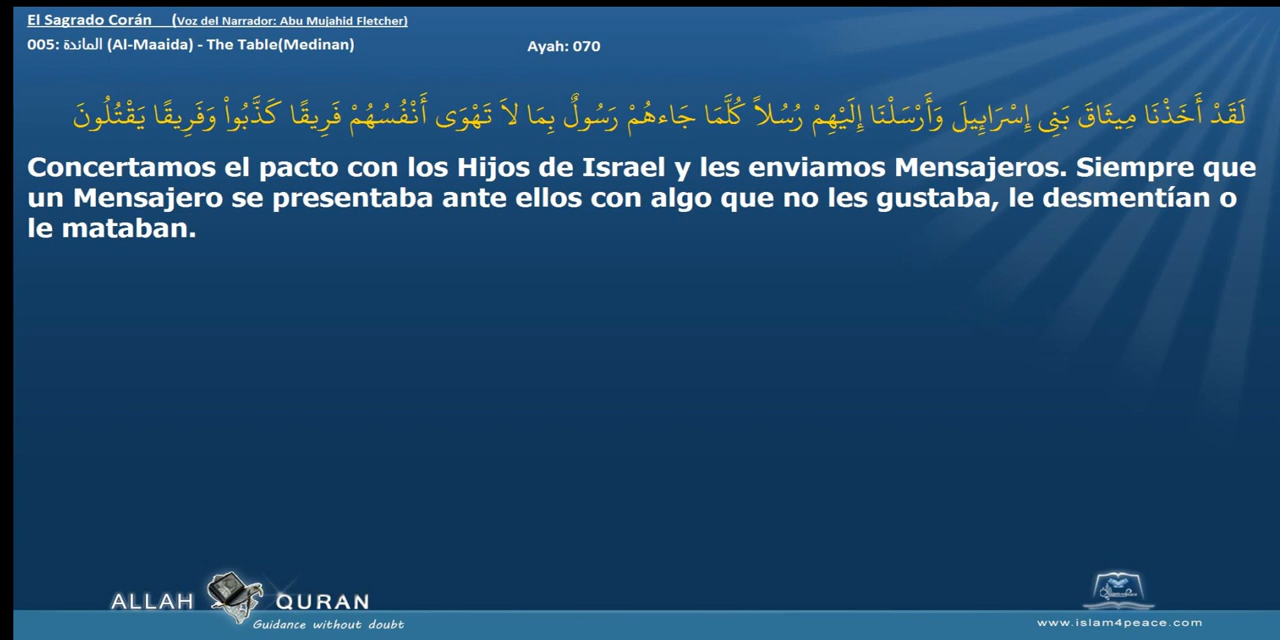 El Sagrado Corán (Voz del Narrador: Abu Mujahid Fletcher)
005: المائدة (Al-Maaida) - The Table(Medinan) Ayah: 070
لَقَدْ أَخَذْنَا مِيثَاقَ بَنِى إِسْرَايِيلَ وَأَرْسَلْنَا إِلَيْهِمْ رُسُلاً كُلَّمَا جَاءهُمْ رَسُولٌ بِمَا لاَ تَهْوَى أَنْفُسُهُمْ فَرِيقًا كَذَّبُواْ وَفَرِيقًا يَقْتُلُونَ
Concertamos el pacto con los Hijos de Israel y les enviamos Mensajeros. Siempre que
un Mensajero se presentaba ante ellos con algo que no les gustaba, le desmentían o
le mataban.
ALLAH QURAN
Guidance without doubt
www.islam4peace.com